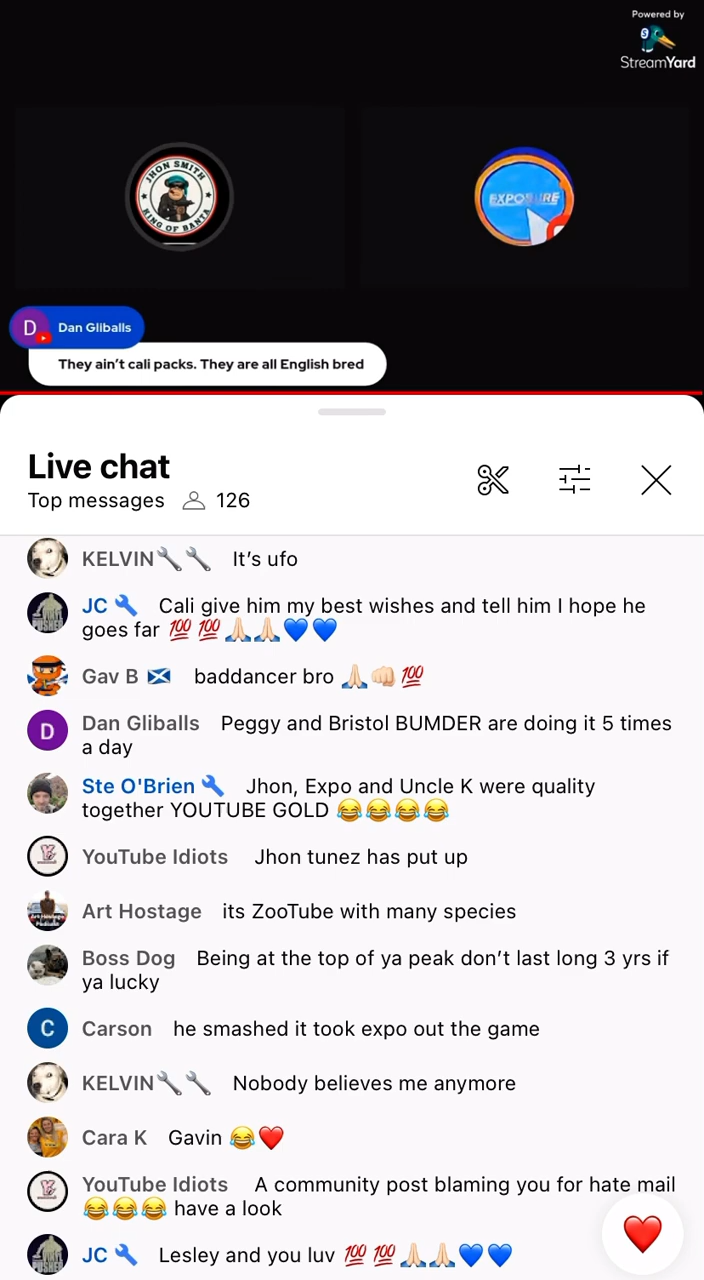 Powered by
StreamYard
JHON SMITH
KING OF BANTA
EXPOSURE
D Dan Gliballs
They ain’t cali packs. They are all English bred
Live chat
Top messages 126
KELVIN🔧🔧 It’s ufo
JC 🔧 Cali give him my best wishes and tell him I hope he
goes far 💯 💯 🙏🏻🙏🏻💙💙
Gav B 🏴󠁧󠁢󠁳󠁣󠁴󠁿 baddancer bro 🙏🏻👊🏻💯
D Dan Gliballs Peggy and Bristol BUMDER are doing it 5 times
a day
Ste O'Brien 🔧 Jhon, Expo and Uncle K were quality
together YOUTUBE GOLD 😂😂😂😂
YouTube Idiots Jhon tunez has put up
Art Hostage its ZooTube with many species
Boss Dog Being at the top of ya peak don’t last long 3 yrs if
ya lucky
C Carson he smashed it took expo out the game
KELVIN🔧🔧 Nobody believes me anymore
Cara K Gavin 😂❤️
YouTube Idiots A community post blaming you for hate mail
😂😂😂 have a look
JC 🔧 Lesley and you luv 💯 💯 🙏🏻🙏🏻💙💙